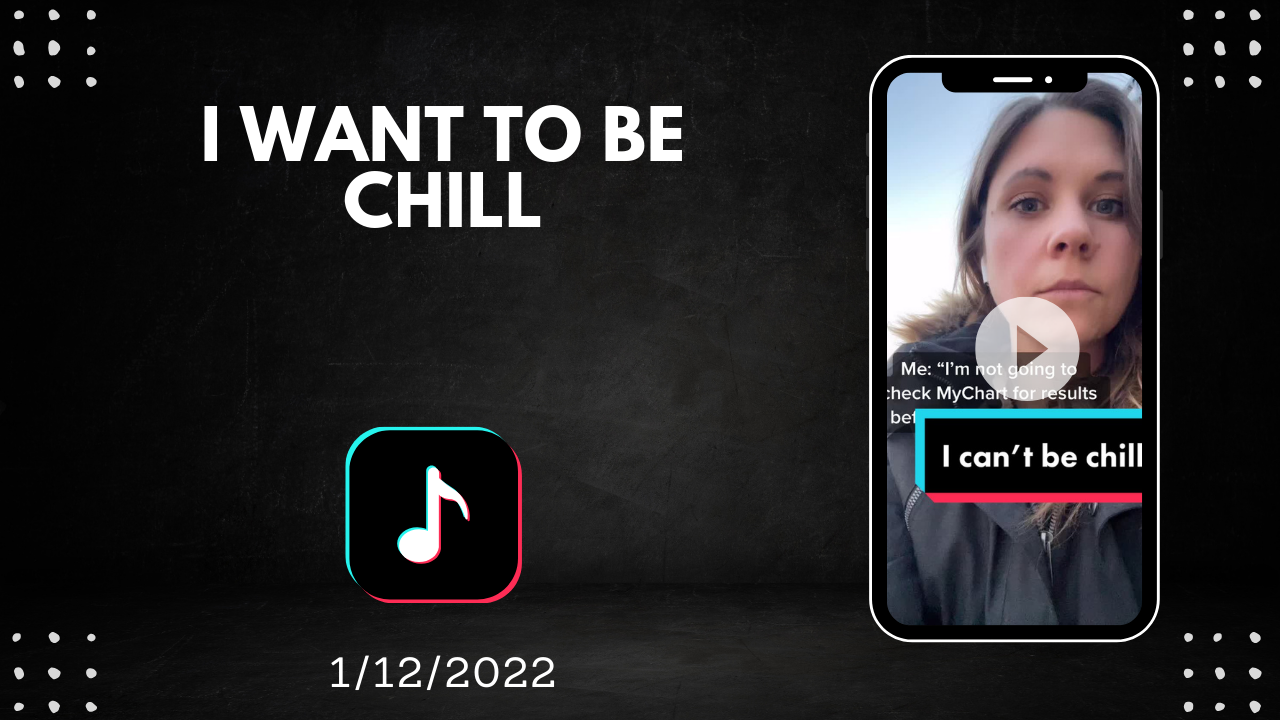 I WANT TO BE
CHILL
1/12/2022
Me: “I’m not going to
check MyChart for results
I can’t be chill